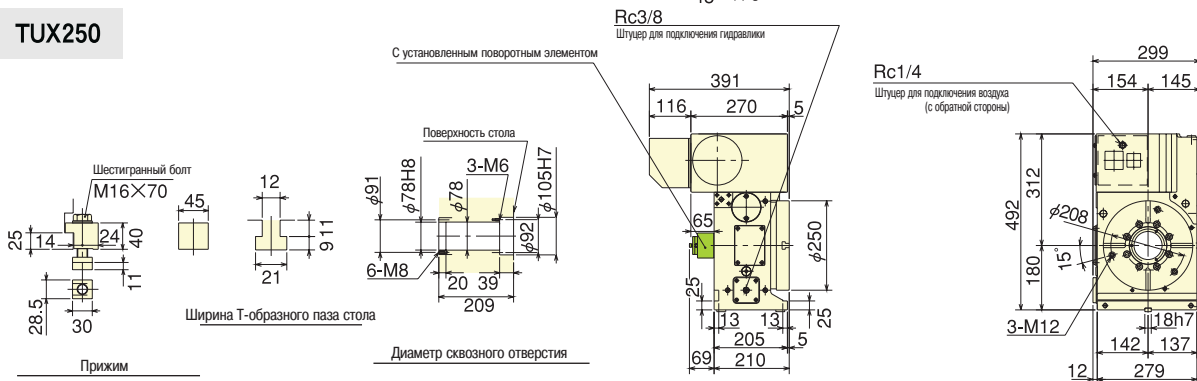 TUX250
Rc3/8
Штуцер для подключения гидравлики
С установленным поворотным элементом
391
116
270
5
Rc1/4
Штуцер для подключения воздуха
(с обратной стороны)
299
154
145
Поверхность стола
3-M6
Шестигранный болт
M16×70
45
12
φ91
φ78H8
φ78
φ92
φ105H7
25
14
24
40
11
28.5
30
9
11
21
6-M8
20
39
209
65
φ250
25
13
13
25
205
5
69
210
492
312
180
φ208
15°
3-M12
18h7
142
137
12
279
Ширина Т-образного паза стола
Диаметр сквозного отверстия
Прижим